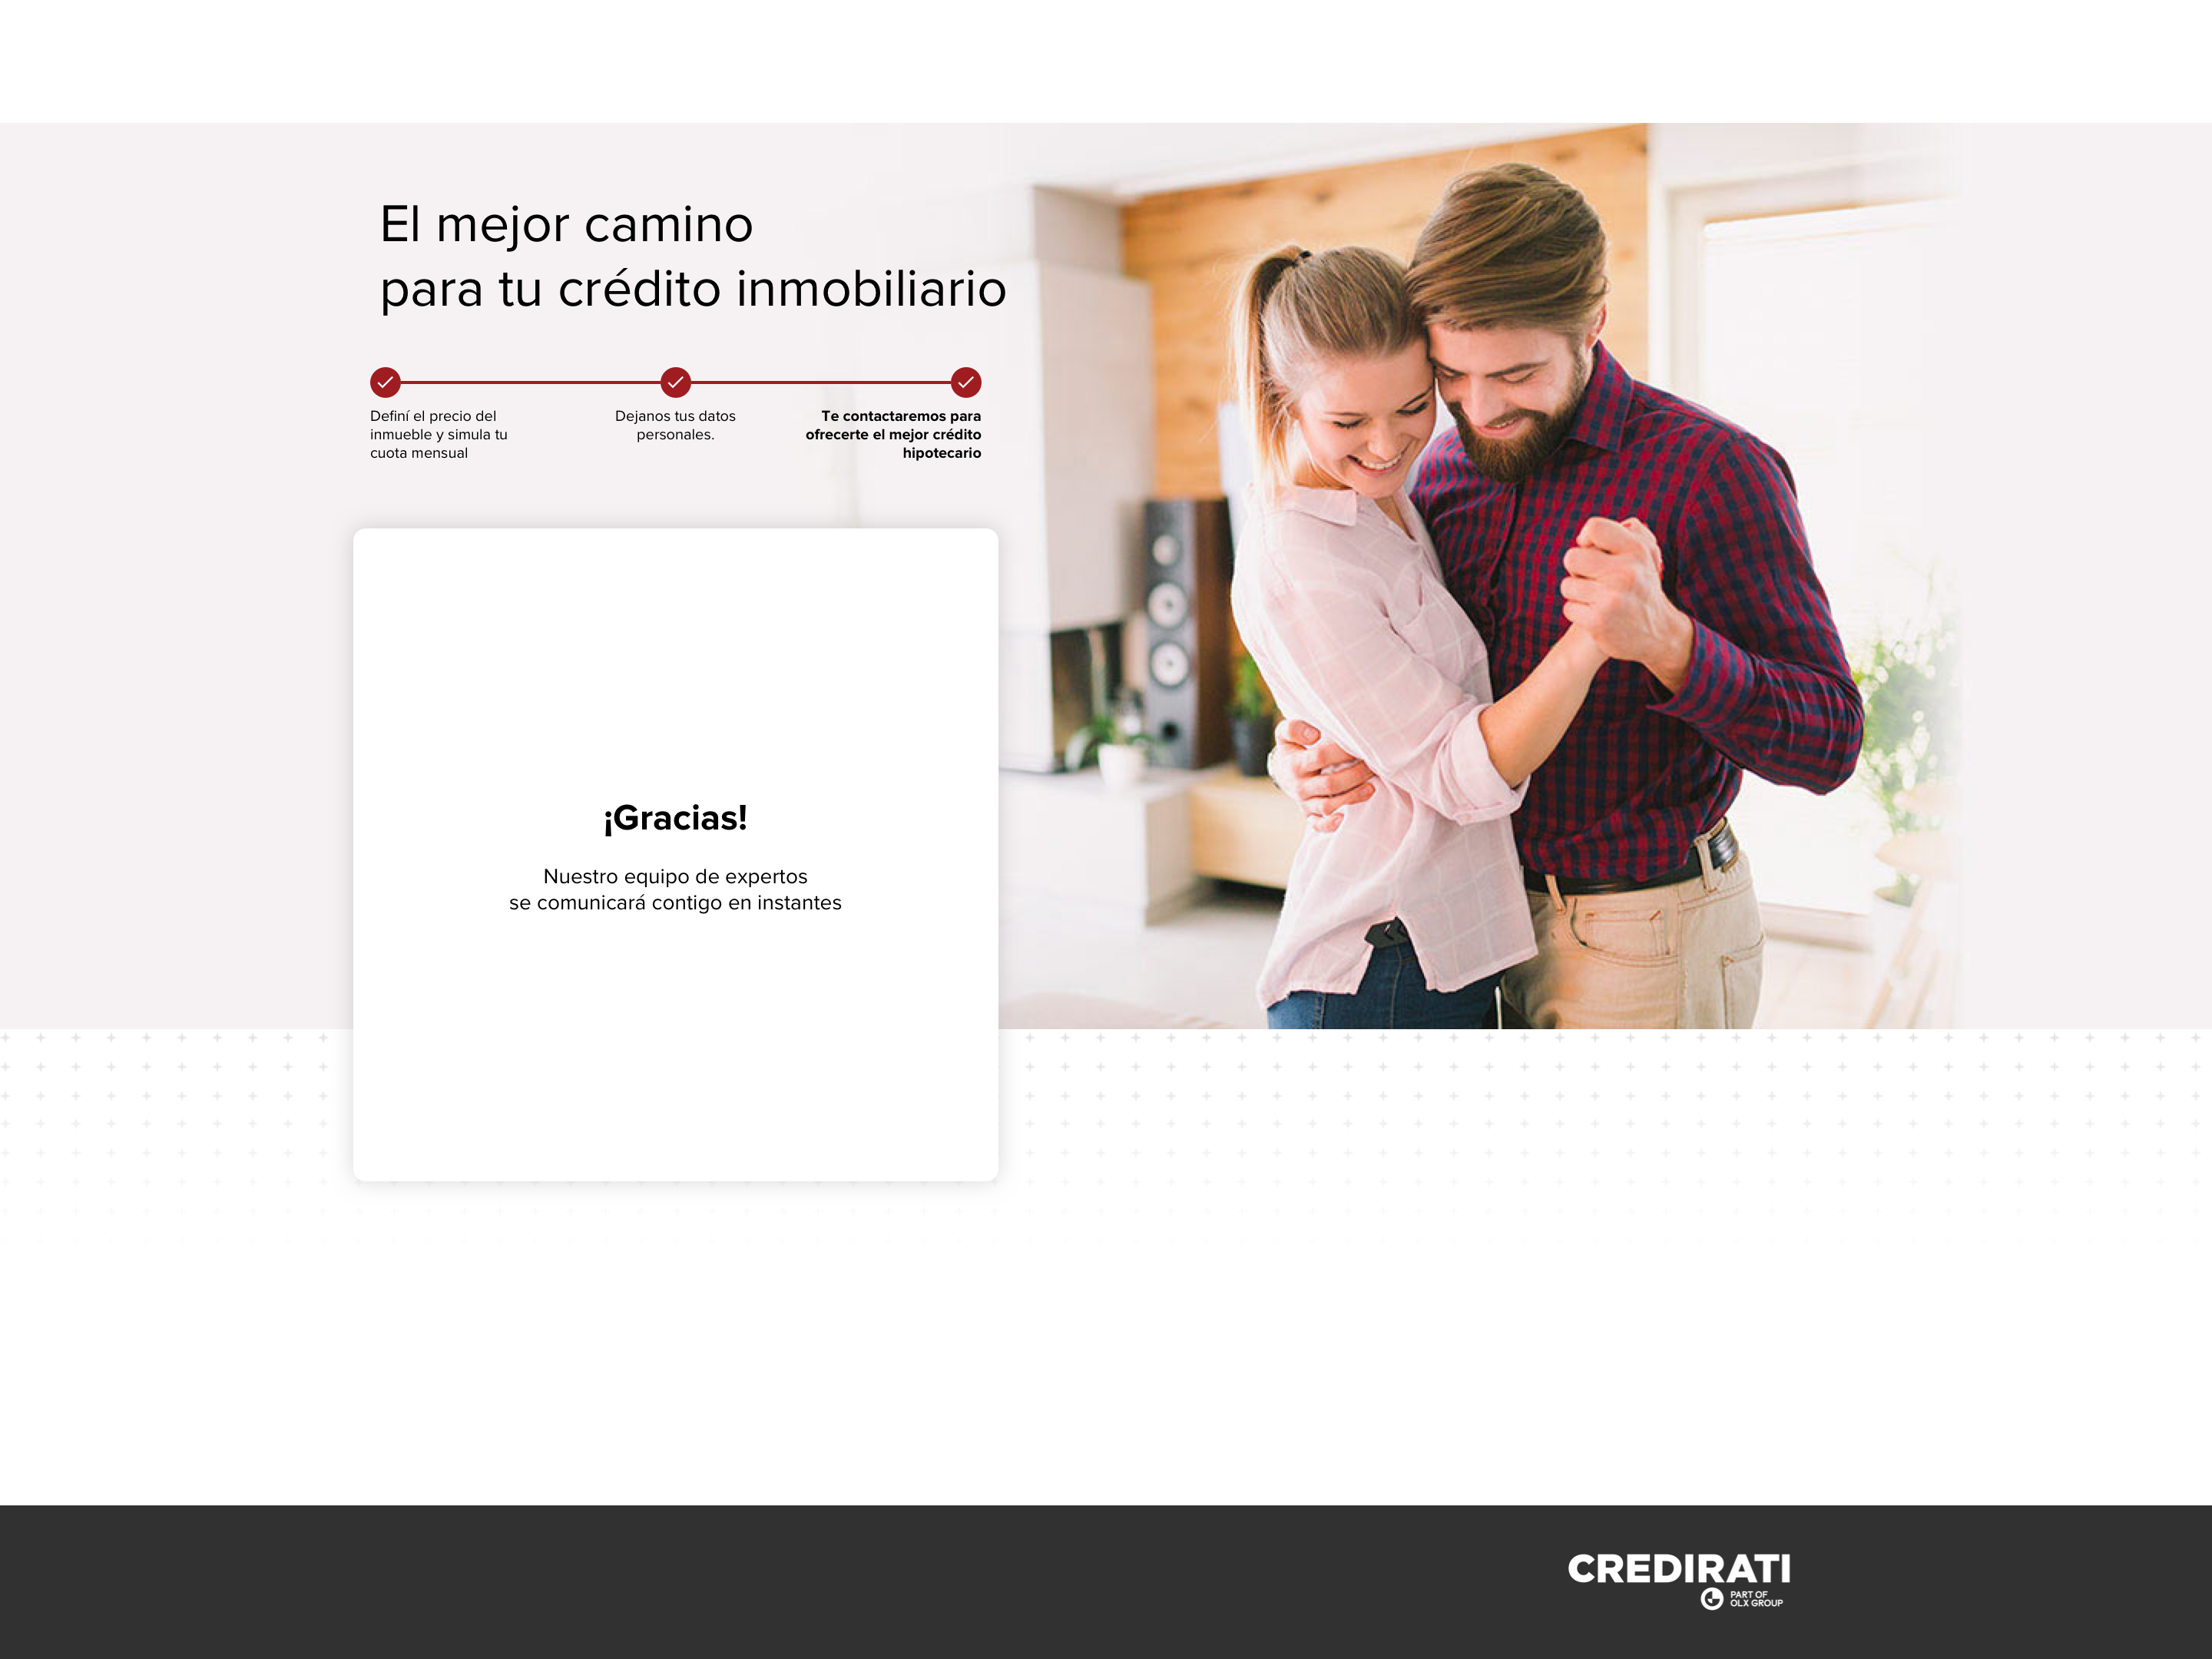 El mejor camino
para tu crédito inmobiliario
Definí el precio del
inmueble y simula tu
cuota mensual
Dejanos tus datos
personales.
Te contactaremos para
ofrecerte el mejor crédito
hipotecario
¡Gracias!
Nuestro equipo de expertos
se comunicará contigo en instantes
CREDIRATI
PART OF
OLX GROUP